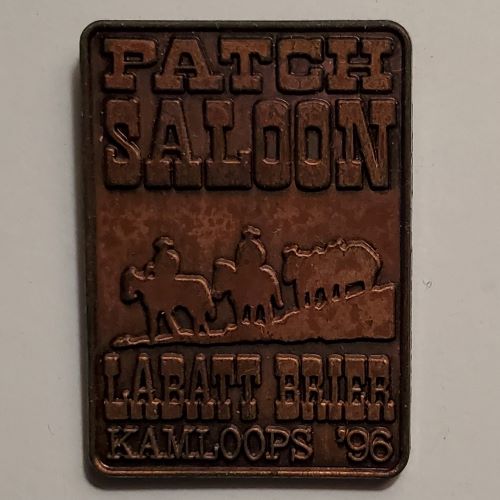 PATCH
SALOON
LABATT BRIER
KAMLOOPS '96